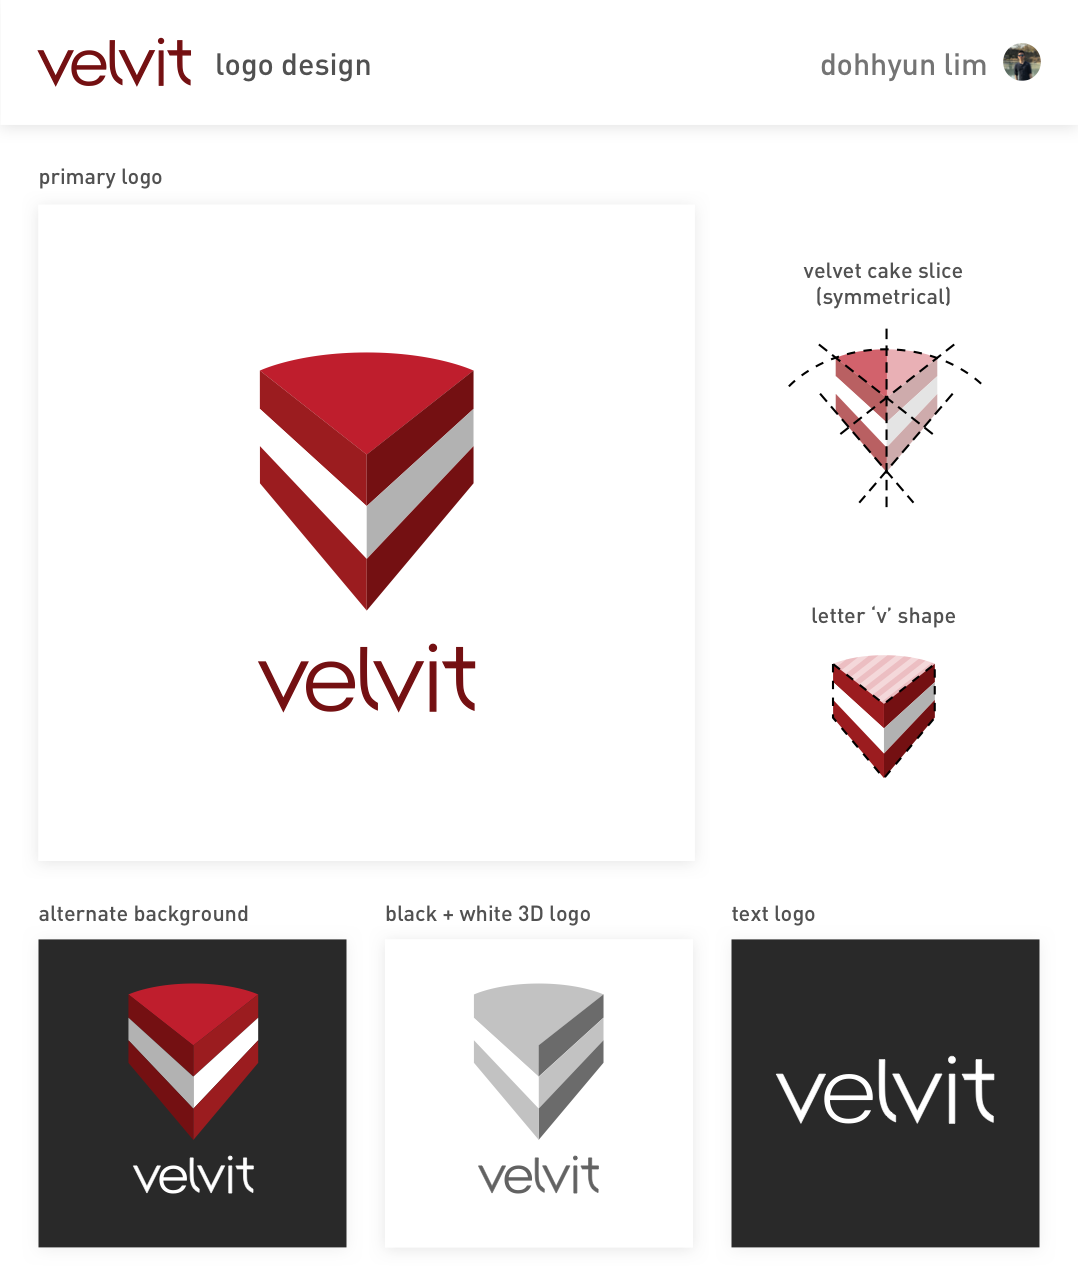 velvit logo design
dohhyun lim
primary logo
velvet cake slice
(symmetrical)
letter ‘v’ shape
velvit
alternate background
black + white 3D logo
text logo
velvit
velvit
velvit